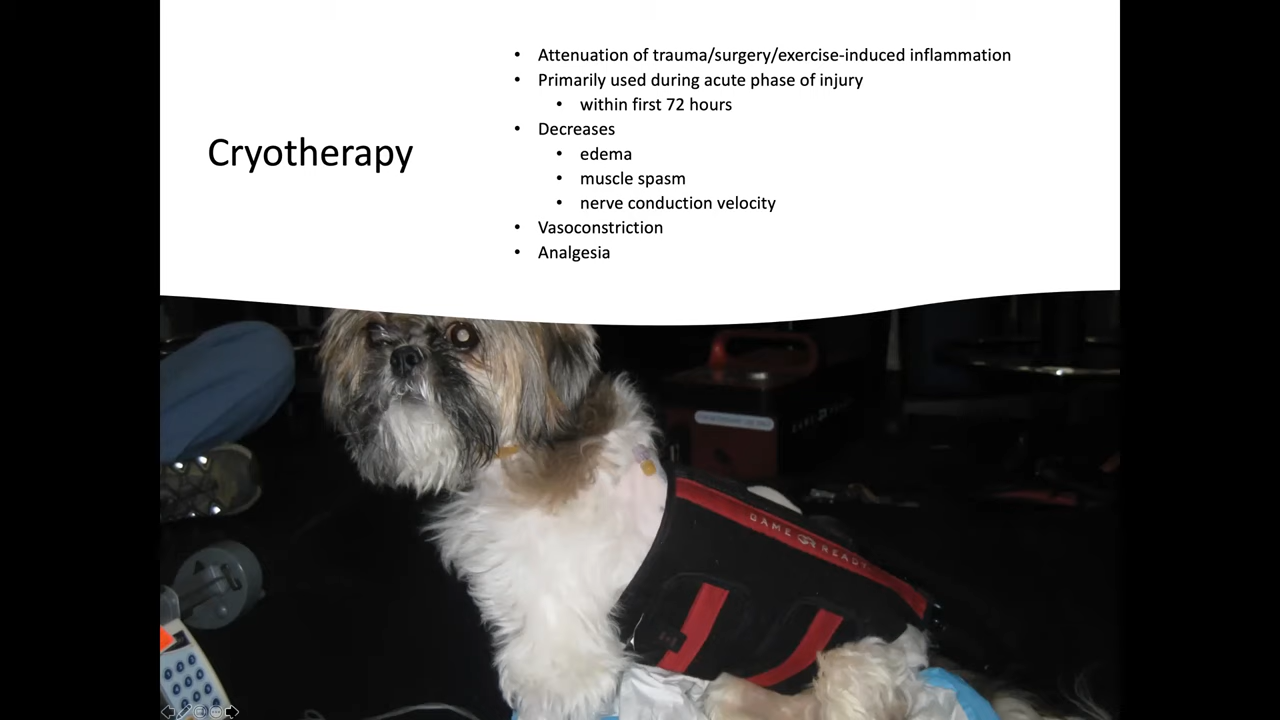 Cryotherapy
• Attenuation of trauma/surgery/exercise-induced inflammation
• Primarily used during acute phase of injury
• within first 72 hours
• Decreases
• edema
• muscle spasm
• nerve conduction velocity
• Vasoconstriction
• Analgesia
GAME READY